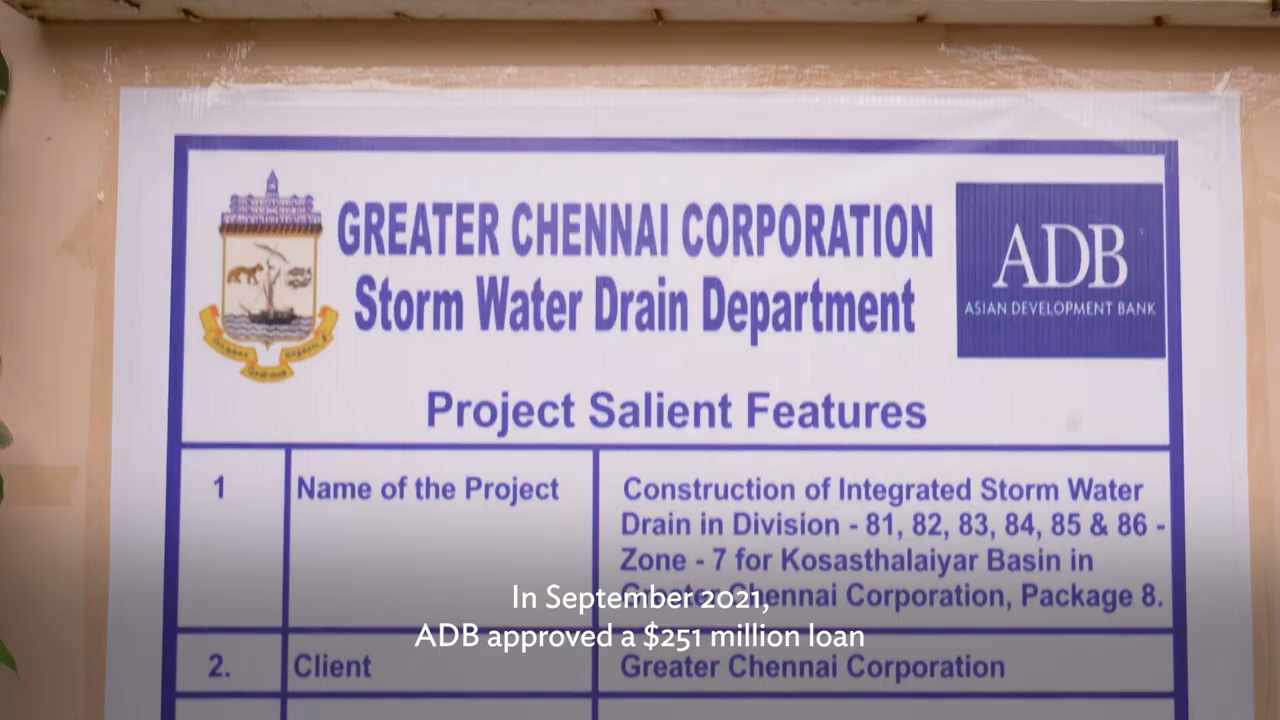 GREATER CHENNAI CORPORATION
Storm Water Drain Department
ADB
ASIAN DEVELOPMENT BANK
Project Salient Features
1 Name of the Project Construction of Integrated Storm Water
Drain in Division - 81, 82, 83, 84, 85 & 86 -
Zone - 7 for Kosasthalaiyar Basin in
Greater Chennai Corporation, Package 8.
2. Client Greater Chennai Corporation
In September 2021,
ADB approved a $251 million loan